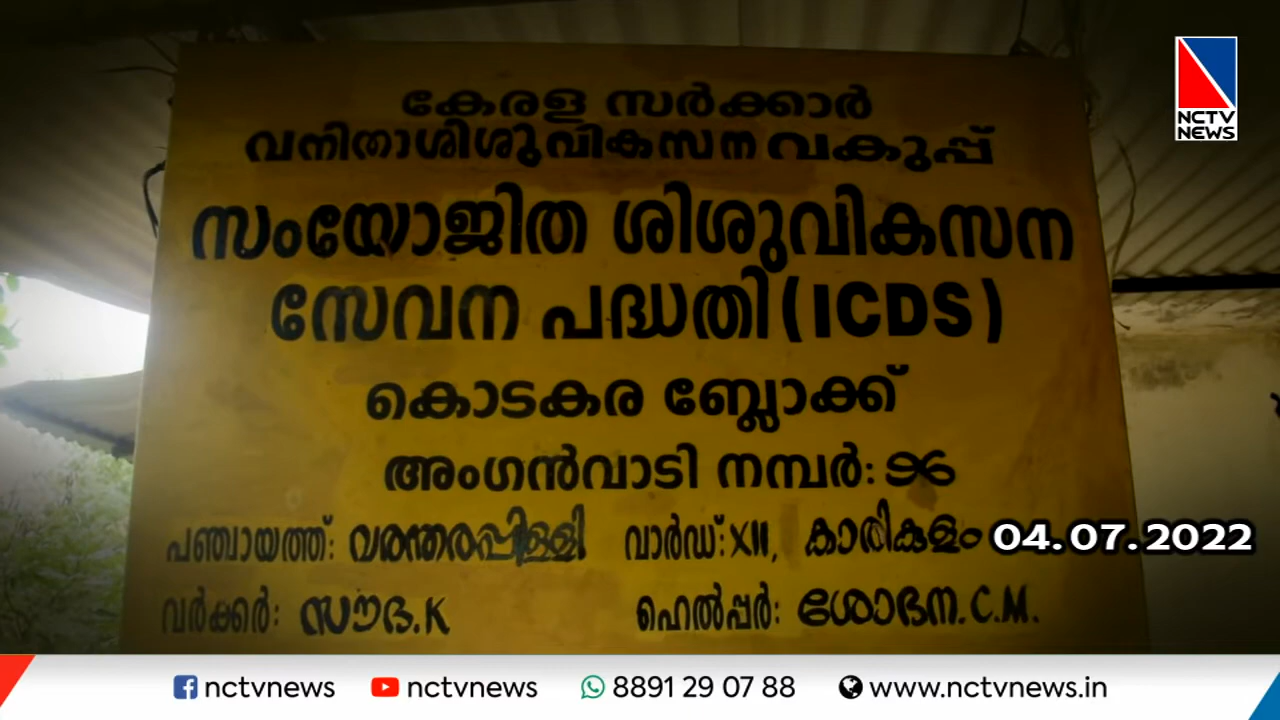 NCTV
NEWS
കേരള സർക്കാർ
വനിതാശിശുവികസന വകുപ്പ്
സംയോജിത ശിശുവികസന
സേവന പദ്ധതി (ICDS)
കൊടകര ബ്ലോക്ക്
അംഗൻവാടി നമ്പർ: 96
പഞ്ചായത്ത്: വരന്തരപ്പിള്ളി വാർഡ്: XII, കാരികുളം
04.07.2022
വർക്കർ: സൗദ. K ഹെൽപ്പർ: ശോഭന. C.M.
nctvnews nctvnews 8891 29 07 88 www.nctvnews.in